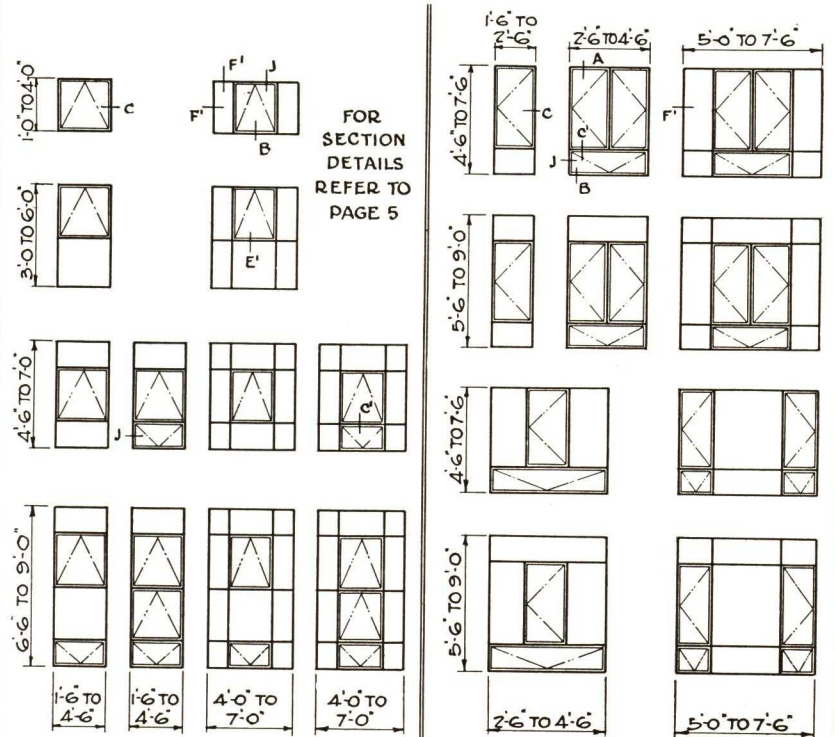 1'-0" TO 4'-0"
C
F'
J
F'
B
FOR
SECTION
DETAILS
REFER TO
PAGE 5
3'-0 TO 6'-0"
E'
4'-6" TO 7'-0"
J
C'
6'-6" TO 9'-0"
1'-6" TO
4'-6"
1'-6" TO
4'-6"
4'-0" TO
7'-0"
4'-0" TO
7'-0"
1'-6" TO
2'-6"
2'-6 TO 4'-6"
5'-0" TO 7'-6"
4'-6" TO 7'-6"
A
C
C'
J
B
F'
5'-6" TO 9'-0"
4'-6" TO 7'-6"
5'-6" TO 9'-0"
2'-6" TO 4'-6"
5'-0" TO 7'-6"